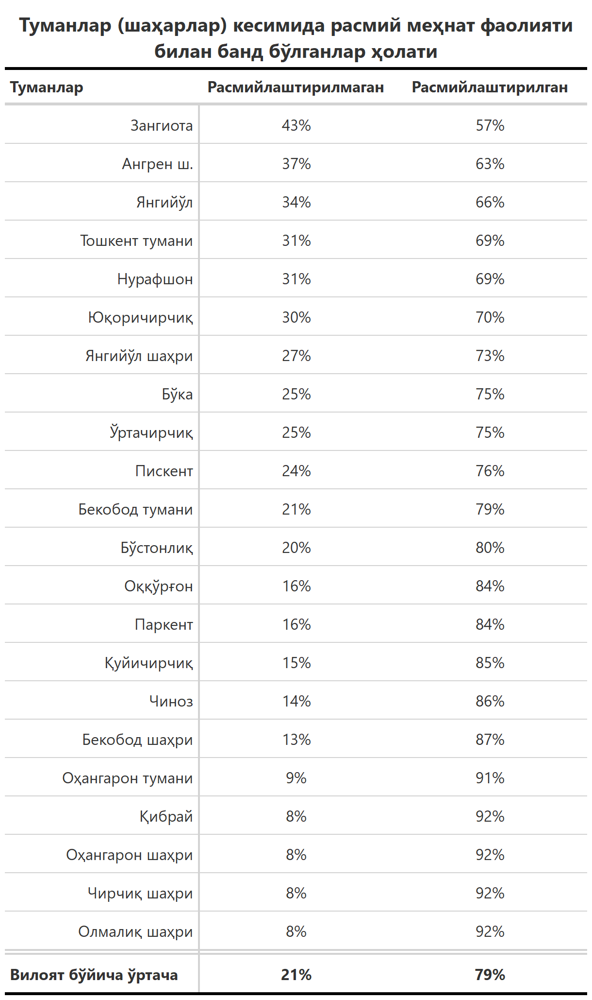 Туманлар (шаҳарлар) кесимида расмий меҳнат фаолияти
билан банд бўлганлар ҳолати
Туманлар Расмийлаштирилмаган Расмийлаштирилган
Зангиота 43% 57%
Ангрен ш. 37% 63%
Янгийўл 34% 66%
Тошкент тумани 31% 69%
Нурафшон 31% 69%
Юқоричирчиқ 30% 70%
Янгийўл шаҳри 27% 73%
Бўка 25% 75%
Ўртачирчиқ 25% 75%
Пискент 24% 76%
Бекобод тумани 21% 79%
Бўстонлиқ 20% 80%
Оққўрғон 16% 84%
Паркент 16% 84%
Қуйичирчиқ 15% 85%
Чиноз 14% 86%
Бекобод шаҳри 13% 87%
Оҳангарон тумани 9% 91%
Қибрай 8% 92%
Оҳангарон шаҳри 8% 92%
Чирчиқ шаҳри 8% 92%
Олмалиқ шаҳри 8% 92%
Вилоят бўйича ўртача 21% 79%